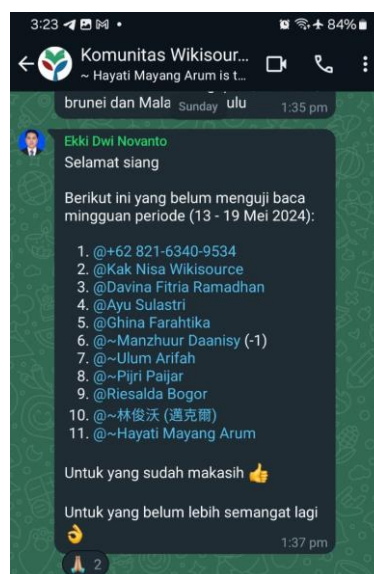 3:23
84%
Komunitas Wikisour...
~ Hayati Mayang Arum is t...
brunei dan Mala
Sunday
ulu
1:35 pm
Ekki Dwi Novanto
Selamat siang
Berikut ini yang belum menguji baca
mingguan periode (13 - 19 Mei 2024):
1. @+62 821-6340-9534
2. @Kak Nisa Wikisource
3. @Davina Fitria Ramadhan
4. @Ayu Sulastri
5. @Ghina Farahtika
6. @~Manzhuur Daanisy (-1)
7. @~Ulum Arifah
8. @~Pijri Paijar
9. @Riesalda Bogor
10. @~林俊沃 (邁克爾)
11. @~Hayati Mayang Arum
Untuk yang sudah makasih 👍
Untuk yang belum lebih semangat lagi
👌
1:37 pm
🙏 2